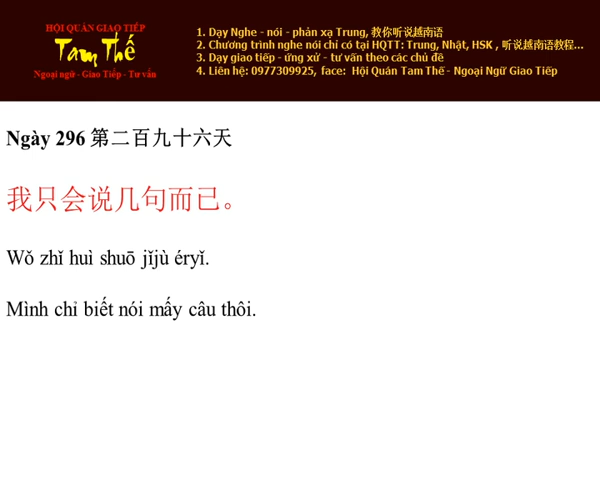 HỘI QUÁN GIAO TIẾP
Tam Thế
Ngoại ngữ - Giao Tiếp - Tư vấn
1. Dạy Nghe - nói - phản xạ Trung, 教你听说越南语
2. Chương trình nghe nói chỉ có tại HQTT: Trung, Nhật, HSK , 听说越南语教程...
3. Dạy giao tiếp - ứng xử - tư vấn theo các chủ đề
4. Liên hệ: 0977309925, face: Hội Quán Tam Thế - Ngoại Ngữ Giao Tiếp
Ngày 296 第二百九十六天
我只会说几句而已。
Wǒ zhǐ huì shuō jǐjù éryǐ.
Mình chỉ biết nói mấy câu thôi.